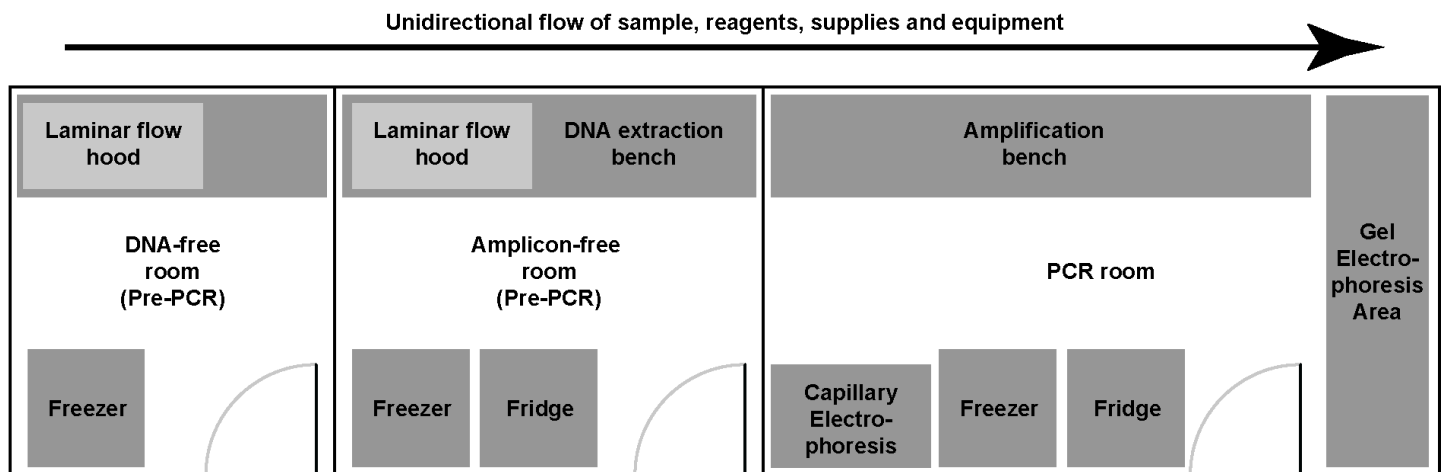 Unidirectional flow of sample, reagents, supplies and equipment
Laminar flow
hood
Laminar flow
hood
DNA extraction
bench
Amplification
bench
DNA-free
room
(Pre-PCR)
Amplicon-free
room
(Pre-PCR)
PCR room
Gel
Electro-
phoresis
Area
Freezer
Freezer
Fridge
Capillary
Electro-
phoresis
Freezer
Fridge